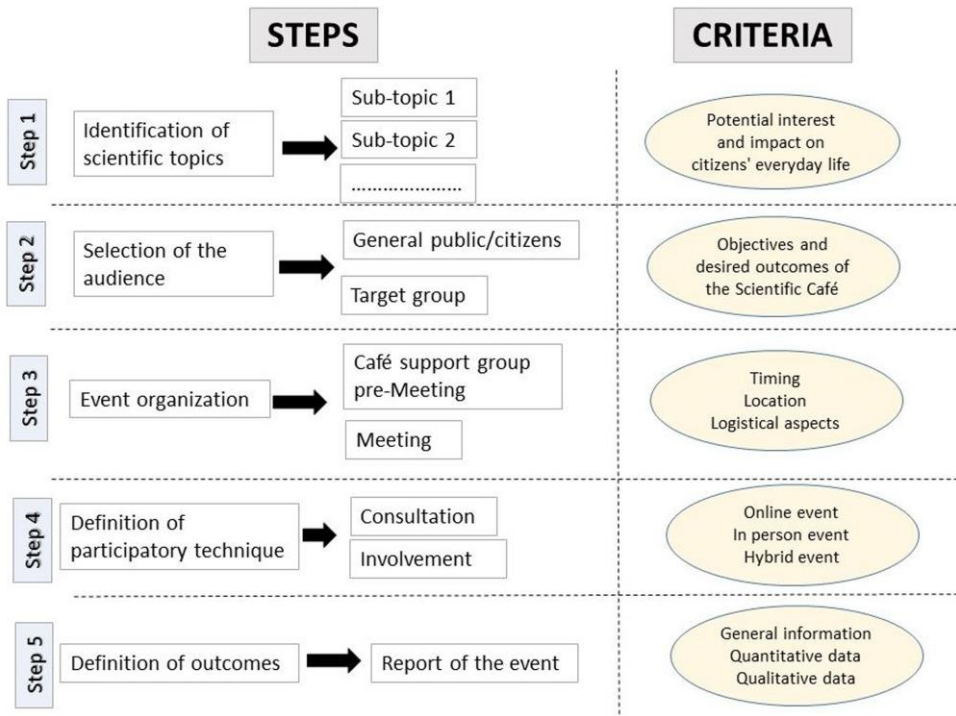 STEPS
CRITERIA
Step 1
Identification of
scientific topics
Sub-topic 1
Sub-topic 2
.......................
Potential interest
and impact on
citizens' everyday life
Step 2
Selection of the
audience
General public/citizens
Target group
Objectives and
desired outcomes of
the Scientific Café
Step 3
Event organization
Café support group
pre-Meeting
Meeting
Timing
Location
Logistical aspects
Step 4
Definition of
participatory technique
Consultation
Involvement
Online event
In person event
Hybrid event
Step 5
Definition of outcomes
Report of the event
General information
Quantitative data
Qualitative data